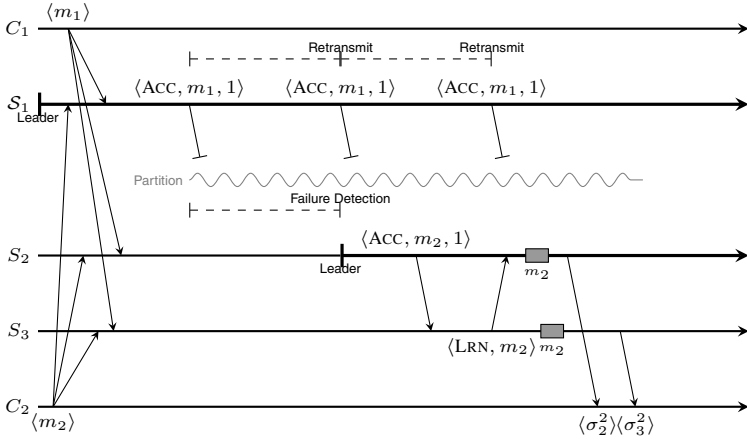 ⟨m₁⟩
C₁
Retransmit Retransmit
⟨ACC, m₁, 1⟩ ⟨ACC, m₁, 1⟩ ⟨ACC, m₁, 1⟩
S₁
Leader
Partition
Failure Detection
⟨ACC, m₂, 1⟩
S₂
Leader
m₂
S₃
⟨LRN, m₂⟩ m₂
C₂
⟨m₂⟩ ⟨σ₂²⟩⟨σ₃²⟩